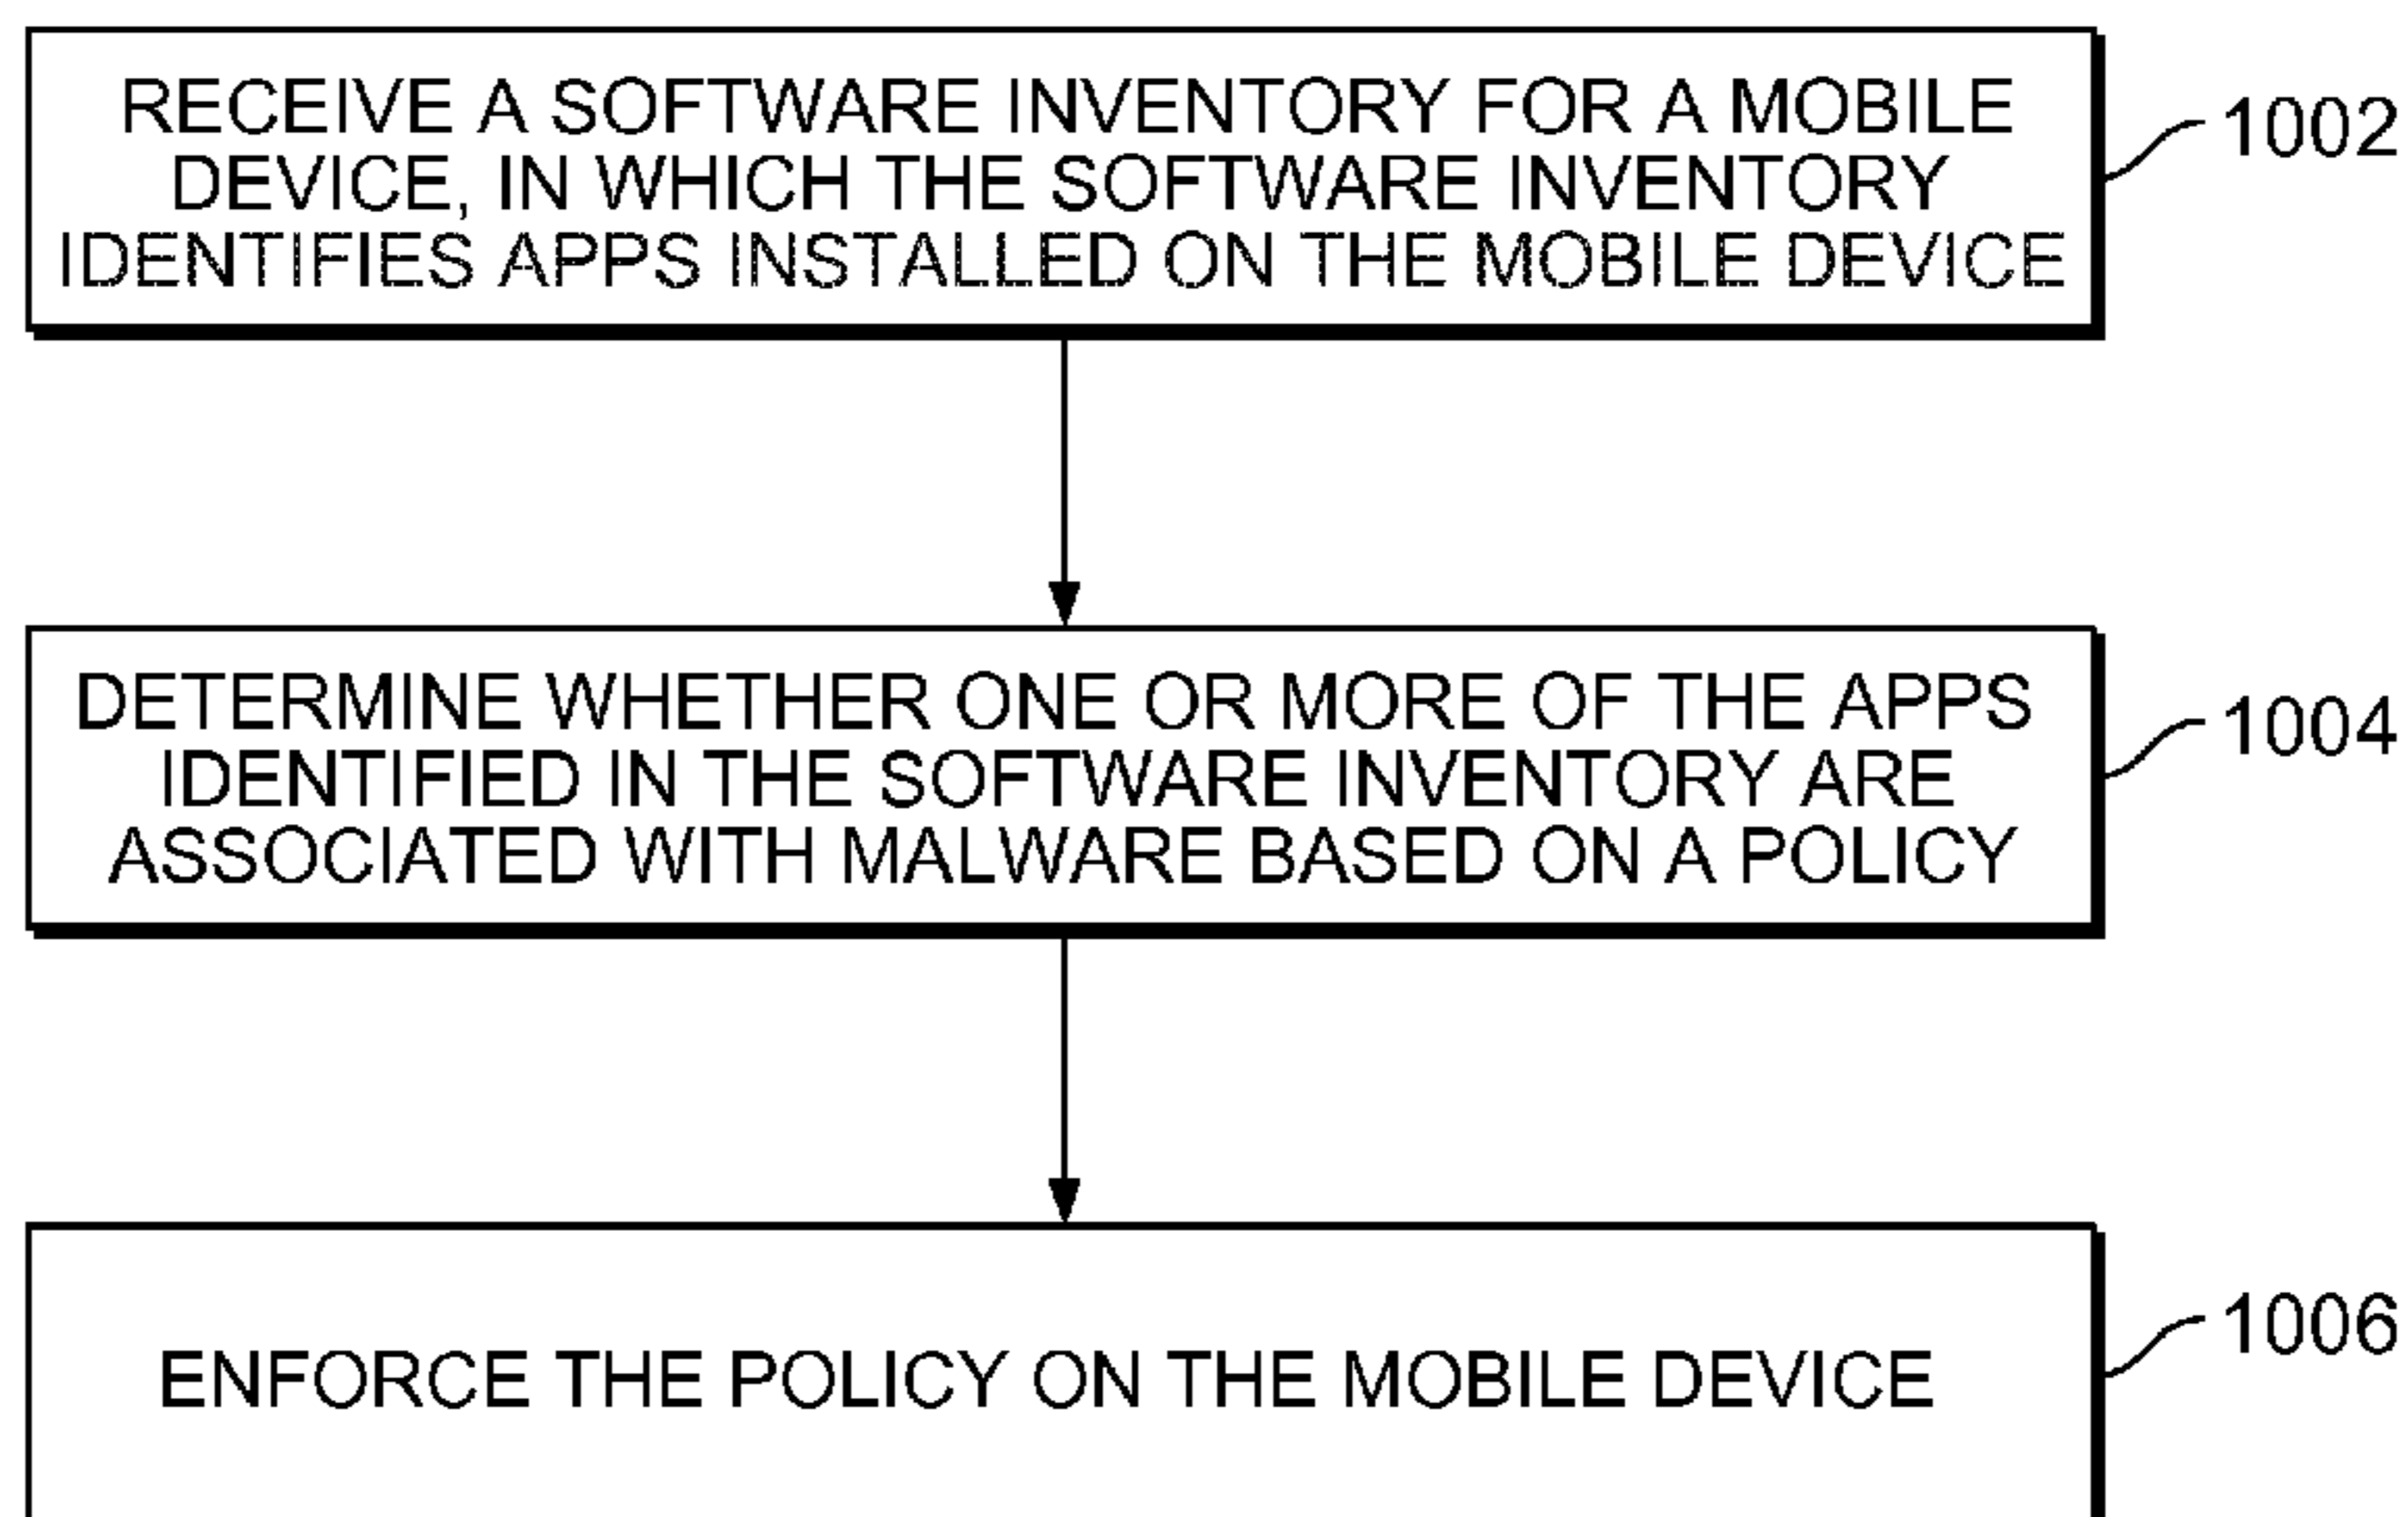 RECEIVE A SOFTWARE INVENTORY FOR A MOBILE
DEVICE, IN WHICH THE SOFTWARE INVENTORY
IDENTIFIES APPS INSTALLED ON THE MOBILE DEVICE
1002
DETERMINE WHETHER ONE OR MORE OF THE APPS
IDENTIFIED IN THE SOFTWARE INVENTORY ARE
ASSOCIATED WITH MALWARE BASED ON A POLICY
1004
ENFORCE THE POLICY ON THE MOBILE DEVICE
1006